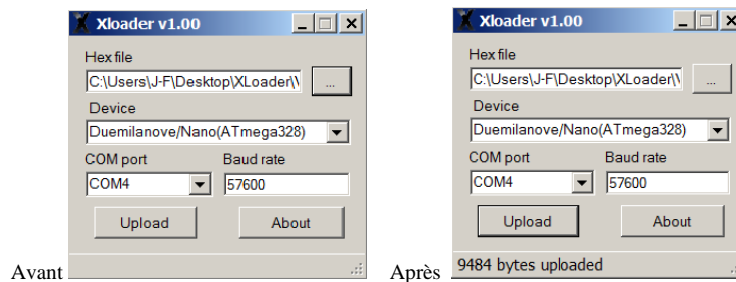 Xloader v1.00
Hex file
C:\Users\J-F\Desktop\XLoader\\
...
Device
Duemilanove/Nano(ATmega328)
COM port Baud rate
COM4 57600
Upload About
Avant
Xloader v1.00
Hex file
C:\Users\J-F\Desktop\XLoader\\
...
Device
Duemilanove/Nano(ATmega328)
COM port Baud rate
COM4 57600
Upload About
9484 bytes uploaded
Après